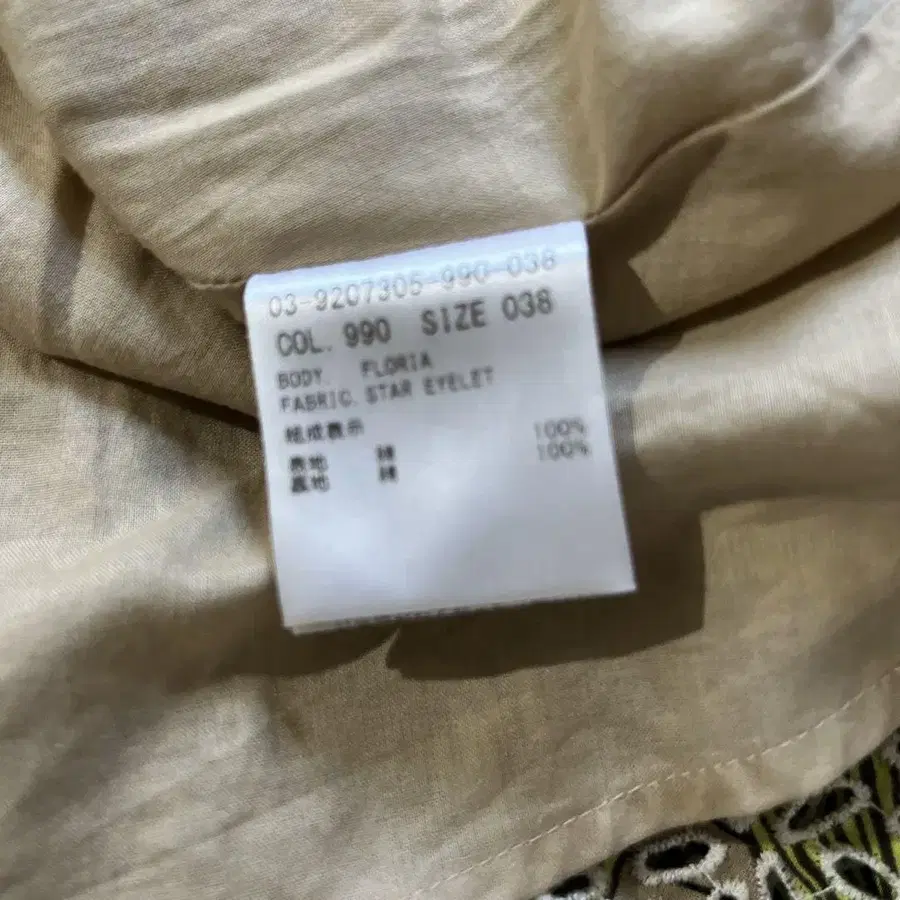 03-9207305-990-038
COL. 990 SIZE 038
BODY. FLORIA
FABRIC. STAR EYELET
組成表示
表地 綿 100%
裏地 綿 100%